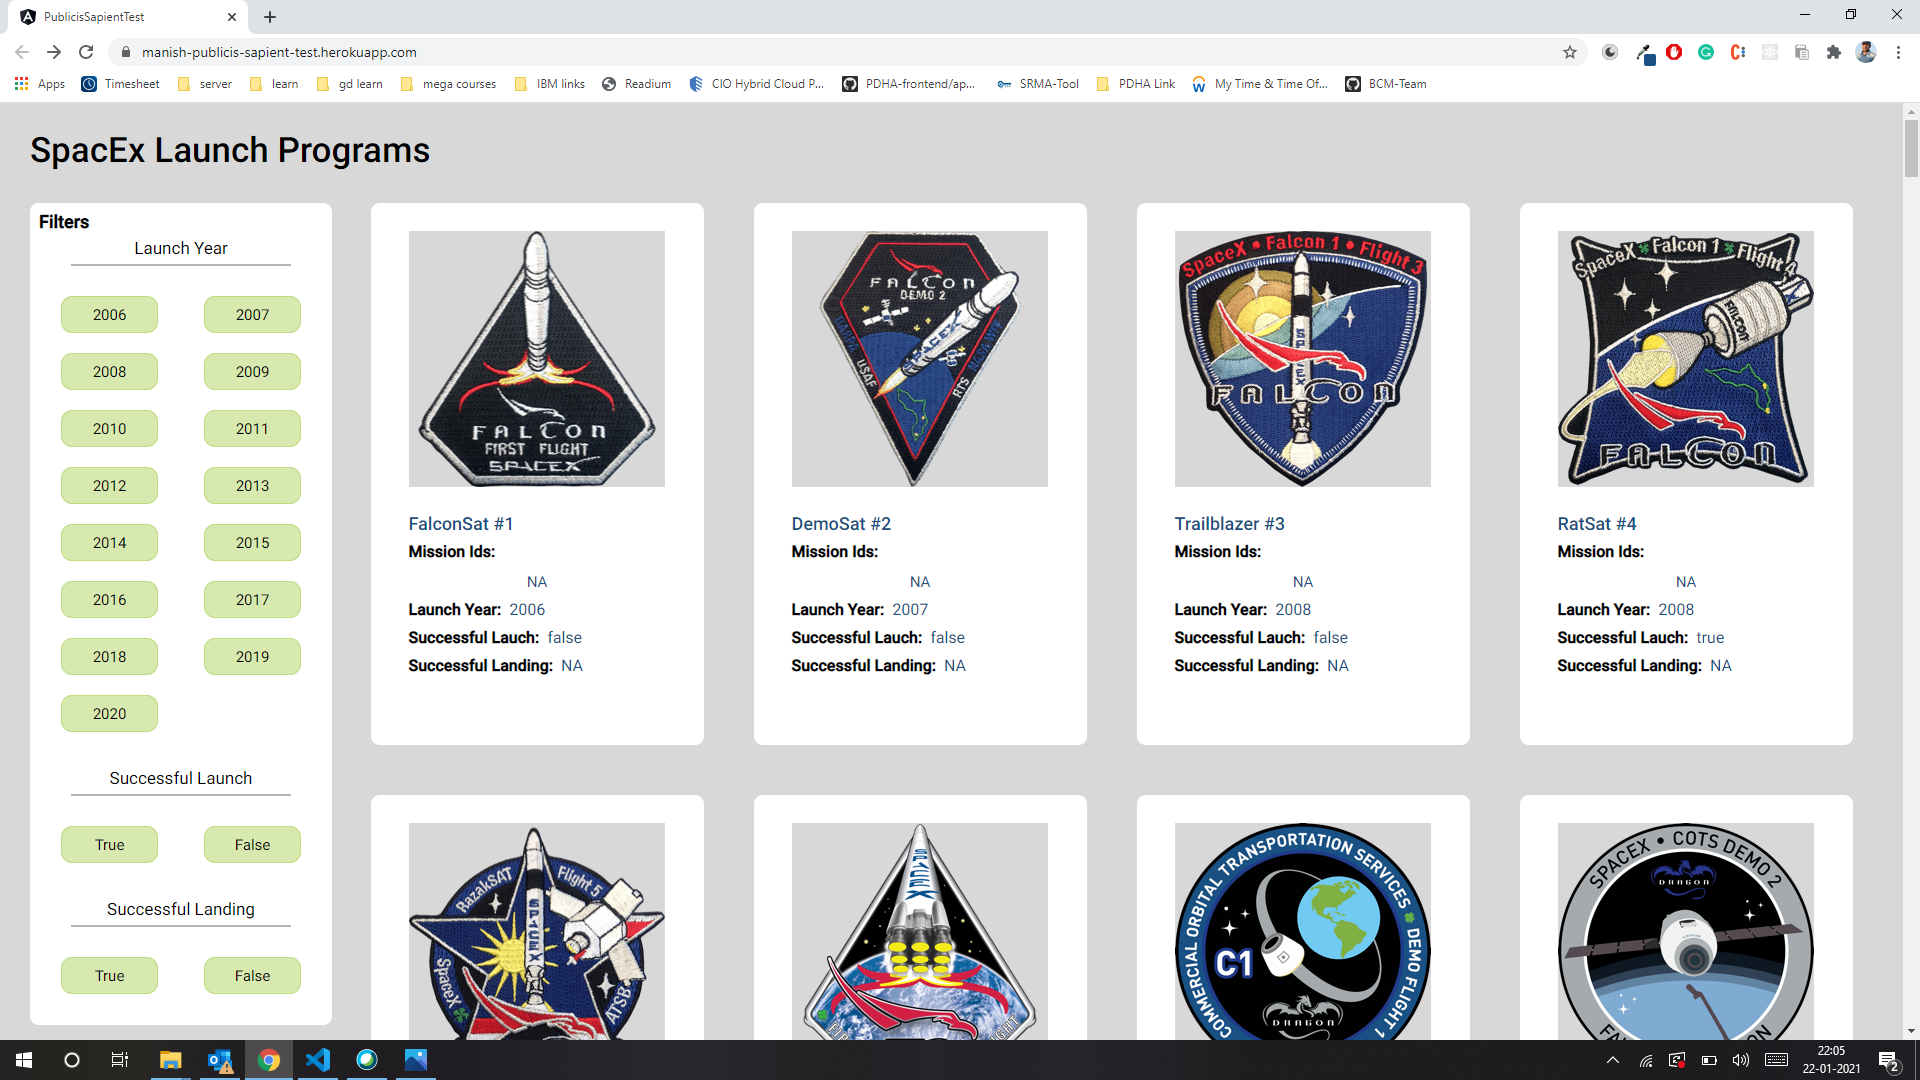 PublicisSapientTest
manish-publicis-sapient-test.herokuapp.com
Apps Timesheet server learn gd learn mega courses IBM links Readium CIO Hybrid Cloud P... PDHA-frontend/ap... SRMA-Tool PDHA Link My Time & Time Of... BCM-Team
SpacEx Launch Programs
Filters
Launch Year
2006 2007
2008 2009
2010 2011
2012 2013
2014 2015
2016 2017
2018 2019
2020
Successful Launch
True False
Successful Landing
True False
FALCON
FIRST FLIGHT
SPACEX
FalconSat #1
Mission Ids:
NA
Launch Year: 2006
Successful Lauch: false
Successful Landing: NA
FALCON
DEMO 2
SPACEX
USAF
RTS
DemoSat #2
Mission Ids:
NA
Launch Year: 2007
Successful Lauch: false
Successful Landing: NA
SpaceX • Falcon 1 • Flight 3
SPACEX
FALCON
Trailblazer #3
Mission Ids:
NA
Launch Year: 2008
Successful Lauch: false
Successful Landing: NA
SpaceX Falcon 1 Flight 4
FALCON
FALCON
RatSat #4
Mission Ids:
NA
Launch Year: 2008
Successful Lauch: true
Successful Landing: NA
RazakSAT Flight 5
SPACEX
SpaceX
ATSB
SPACEX
COMMERCIAL ORBITAL TRANSPORTATION SERVICES DEMO FLIGHT 1
C1
DRAGON
SPACEX • COTS DEMO 2
DRAGON
22:05
22-01-2021
2